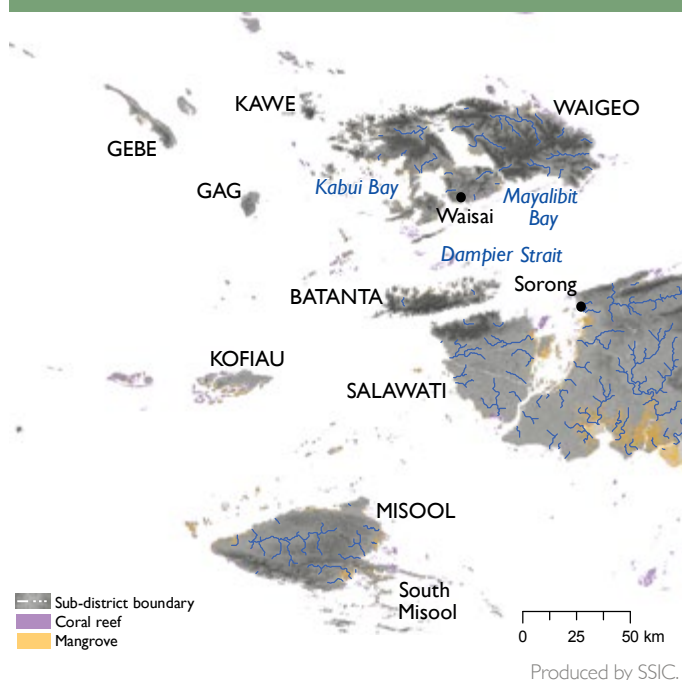 KAWE
WAIGEO
GEBE
GAG
Kabui Bay
Mayalibit
Bay
Waisai
Dampier Strait
Sorong
BATANTA
KOFIAU
SALAWATI
MISOOL
South
Misool
Sub-district boundary
Coral reef
Mangrove
0 25 50 km
Produced by SSIC.